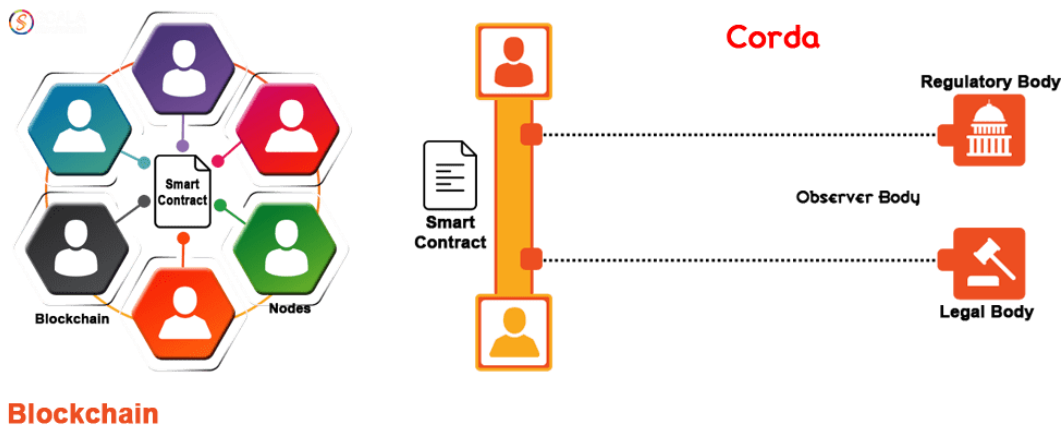 Corda
Regulatory Body
Smart
Contract
Observer Body
Smart
Contract
Nodes
Blockchain
Legal Body
Blockchain